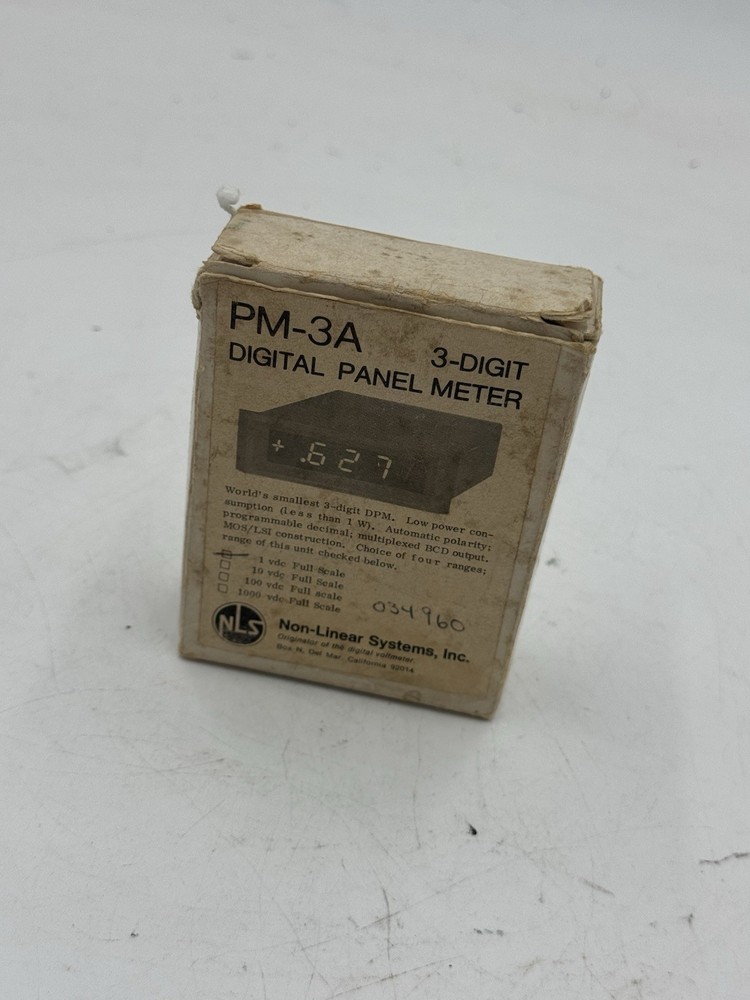 PM-3A
3-DIGIT
DIGITAL PANEL METER
+ .627
World's smallest 3-digit DPM. Low power con-
sumption (less than 1 W). Automatic polarity;
programmable decimal; multiplexed BCD output.
MOS/LSI construction. Choice of four ranges;
range of this unit checked below.
1 vdc Full Scale
10 vdc Full Scale
100 vdc Full scale
1000 vdc Full Scale
034960
NLS
Non-Linear Systems, Inc.
Originator of the digital voltmeter.
Box N, Del Mar, California 92014